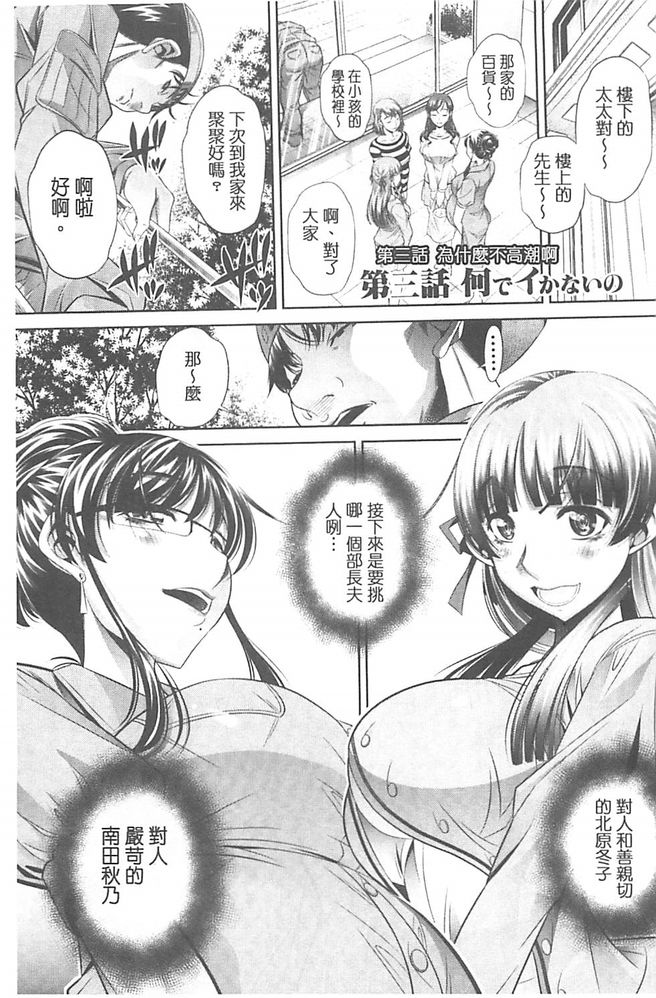 樓下的
太太對～～
樓上的
先生～～
那家的
百貨～～
在小孩的
學校裡～
啊、對了
大家
第三話 為什麼不高潮啊
第三話 何でイかないの
下次到我家來
聚聚好嗎？
啊啦
好啊。
………
那～麼
接下來是要挑
哪一個部長夫
人咧…
對人和善親切
的北原冬子
對人
嚴苛的
南田秋乃